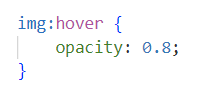 img:hover {
    opacity: 0.8;
}